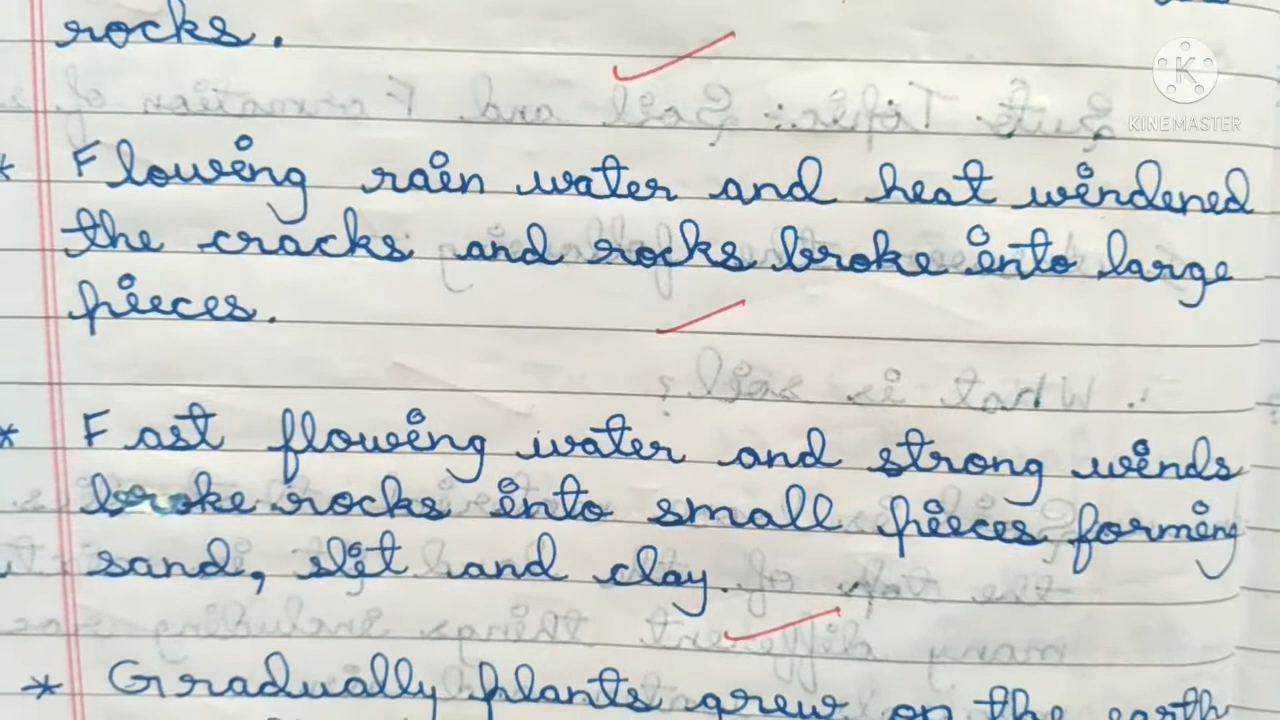 rocks.
KINEMASTER
* Flowing rain water and heat windened
the cracks and rocks broke into large
pieces.
* Fast flowing water and strong winds
broke rocks into small pieces forming
sand, slit and clay.
* Gradually plants grew on the earth